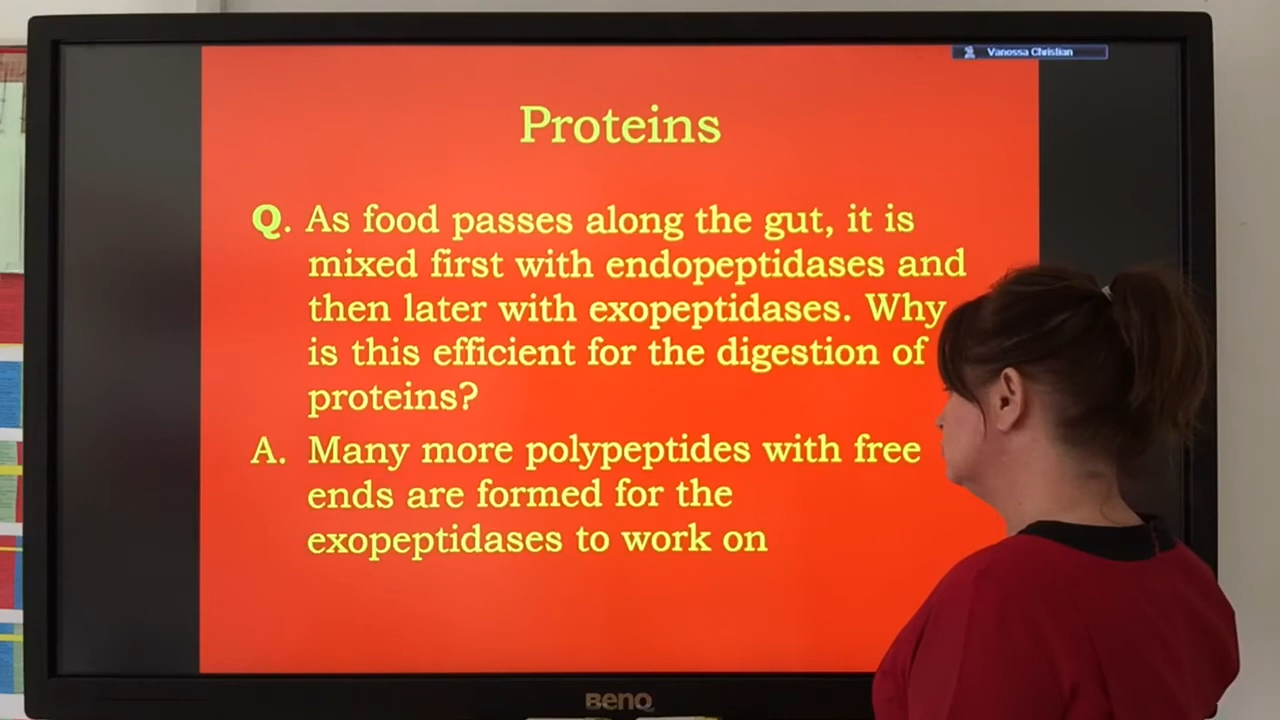 Vanossa Christian
Proteins
Q. As food passes along the gut, it is
mixed first with endopeptidases and
then later with exopeptidases. Why
is this efficient for the digestion of
proteins?
A. Many more polypeptides with free
ends are formed for the
exopeptidases to work on
BenQ